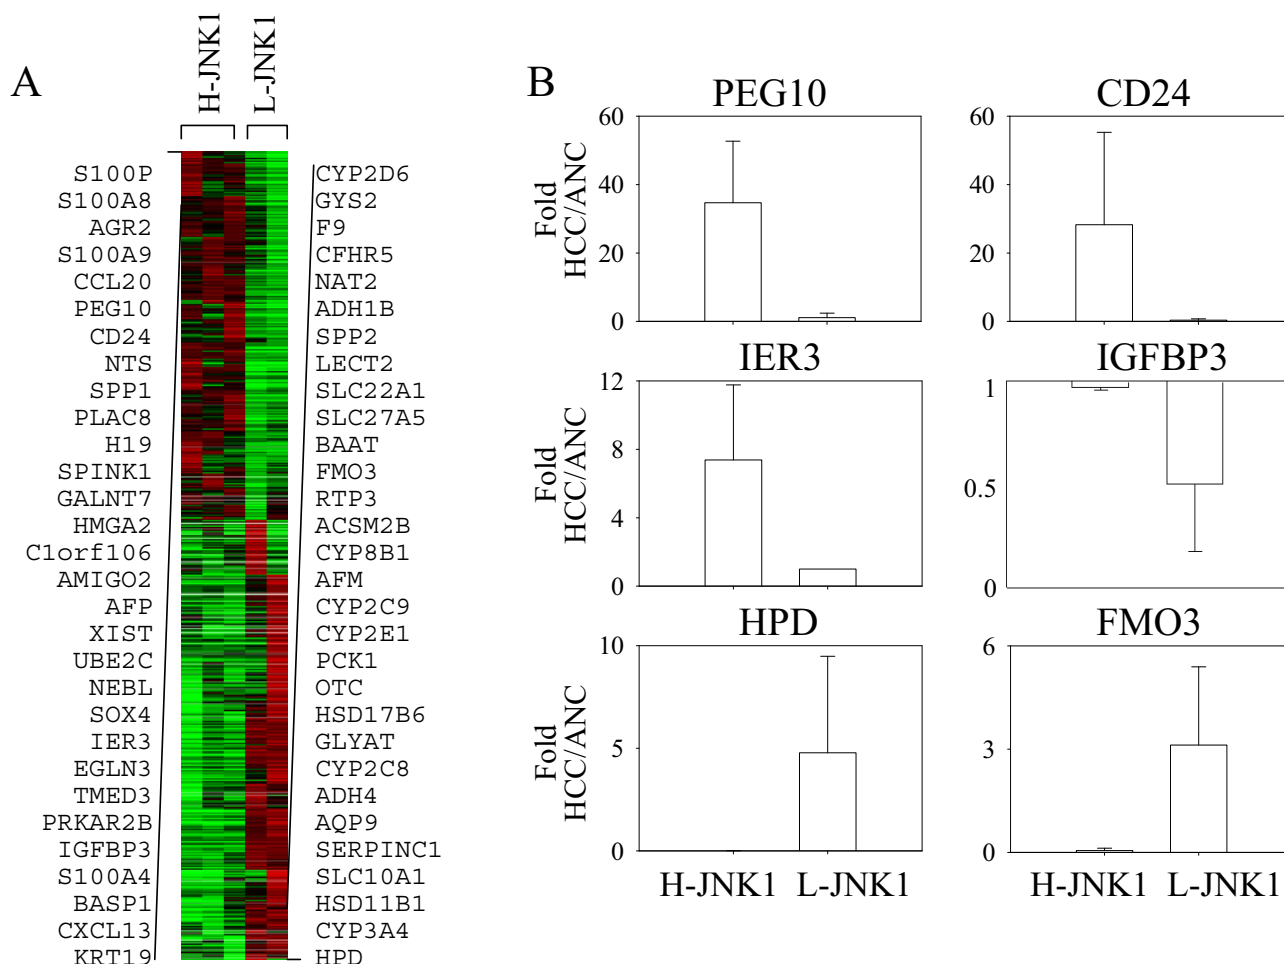 A
H-JNK1
L-JNK1
S100P
S100A8
AGR2
S100A9
CCL20
PEG10
CD24
NTS
SPP1
PLAC8
H19
SPINK1
GALNT7
HMGA2
C1orf106
AMIGO2
AFP
XIST
UBE2C
NEBL
SOX4
IER3
EGLN3
TMED3
PRKAR2B
IGFBP3
S100A4
BASP1
CXCL13
KRT19
CYP2D6
GYS2
F9
CFHR5
NAT2
ADH1B
SPP2
LECT2
SLC22A1
SLC27A5
BAAT
FMO3
RTP3
ACSM2B
CYP8B1
AFM
CYP2C9
CYP2E1
PCK1
OTC
HSD17B6
GLYAT
CYP2C8
ADH4
AQP9
SERPINC1
SLC10A1
HSD11B1
CYP3A4
HPD
B
PEG10
Fold
HCC/ANC
60
40
20
0
CD24
60
40
20
0
IER3
Fold
HCC/ANC
12
8
4
0
IGFBP3
1
0.5
0
HPD
Fold
HCC/ANC
10
5
0
H-JNK1 L-JNK1
FMO3
6
3
0
H-JNK1 L-JNK1